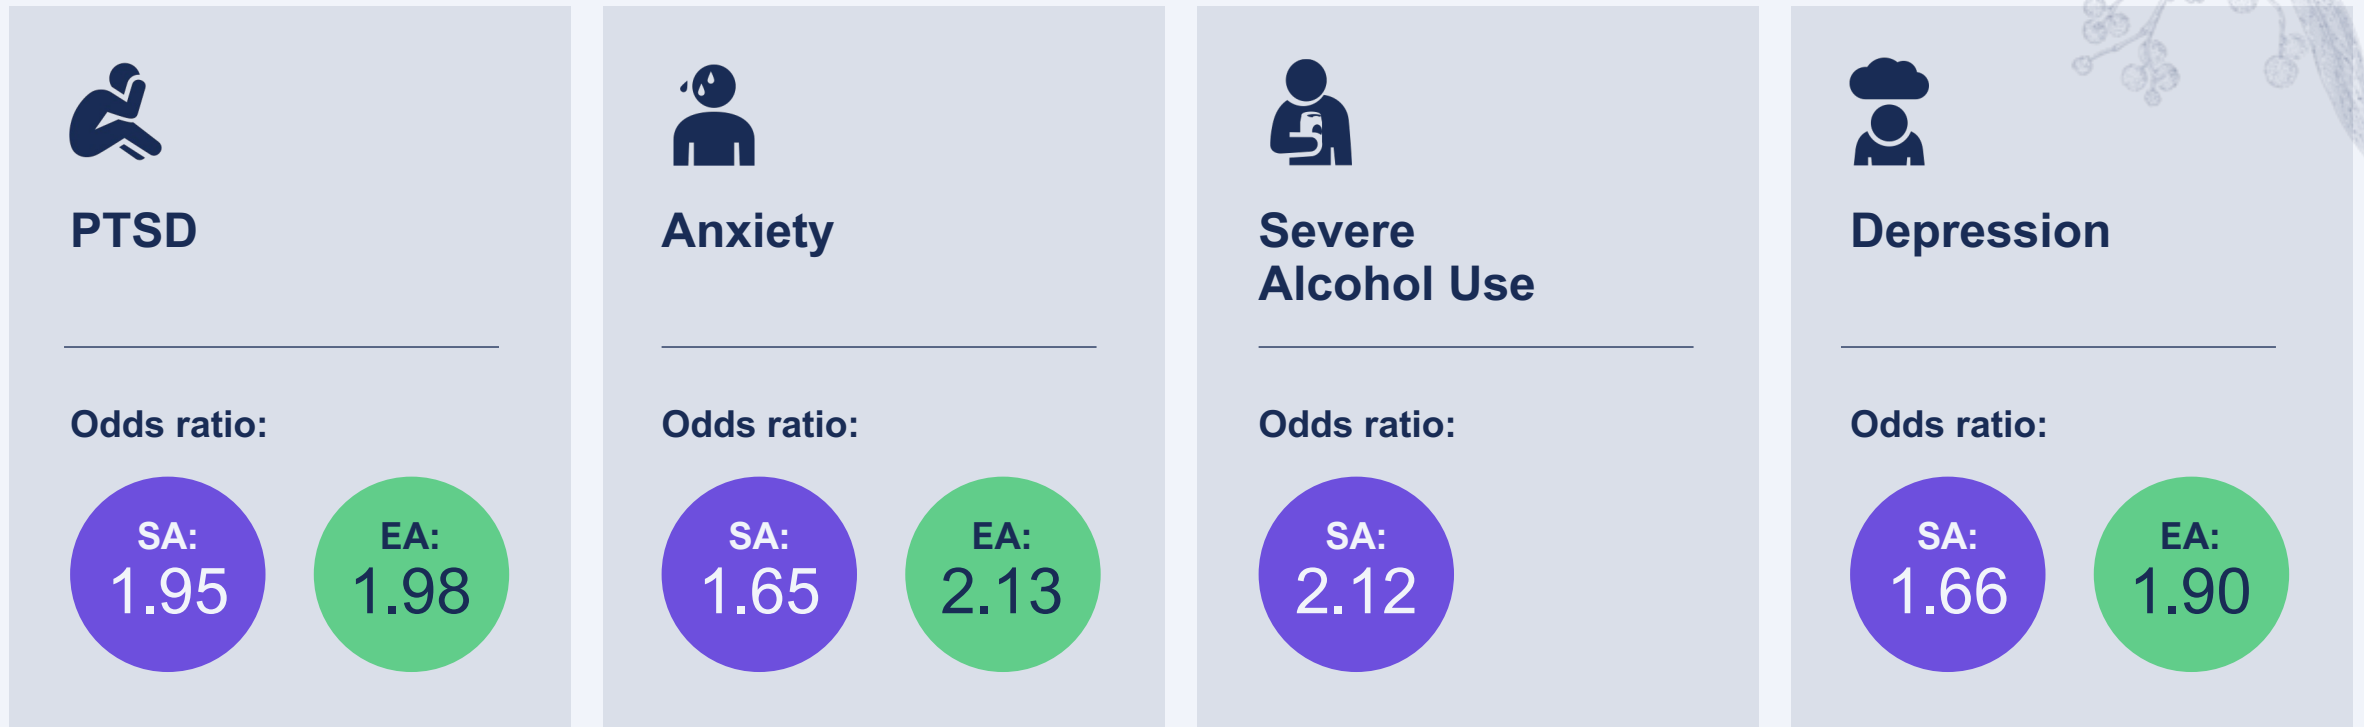 PTSD
Odds ratio:
SA:
1.95
EA:
1.98
Anxiety
Odds ratio:
SA:
1.65
EA:
2.13
Severe
Alcohol Use
Odds ratio:
SA:
2.12
Depression
Odds ratio:
SA:
1.66
EA:
1.90